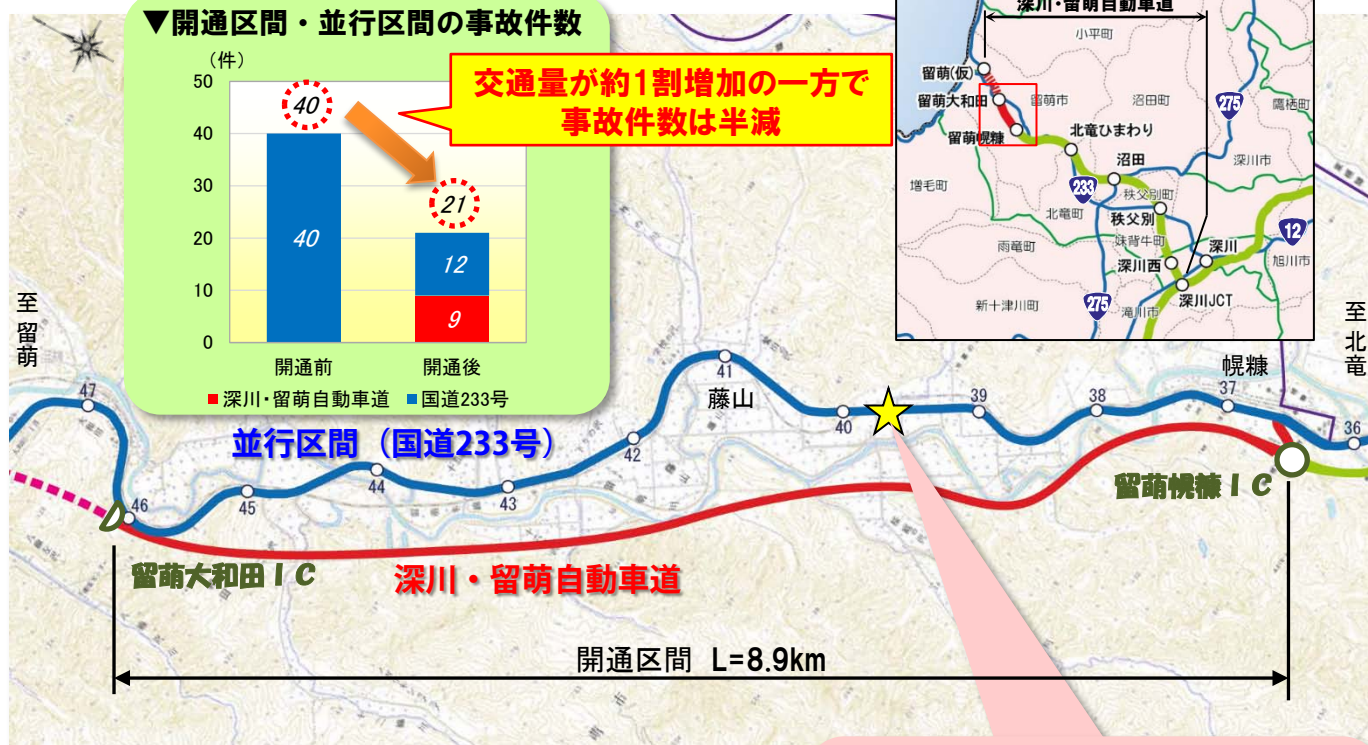 ▼開通区間・並行区間の事故件数
(件)
50
40
30
20
10
0
40
40
21
12
9
開通前
開通後
■深川・留萌自動車道 ■国道233号
交通量が約1割増加の一方で
事故件数は半減
深川・留萌自動車道
小平町
留萌(仮)
留萌大和田
留萌市
沼田町
275
鷹栖町
留萌幌糠
北竜ひまわり
沼田
深川市
増毛町
233
秩父別町
北竜町
秩父別
12
雨竜町
妹背牛町
深川
旭川市
深川西
新十津川町
275
滝川市
深川JCT
至留萌
至北竜
47
46
45
44
43
42
41
藤山
40
39
38
37
幌糠
36
並行区間(国道233号)
留萌大和田IC
深川・留萌自動車道
留萌幌糠IC
開通区間 L=8.9km